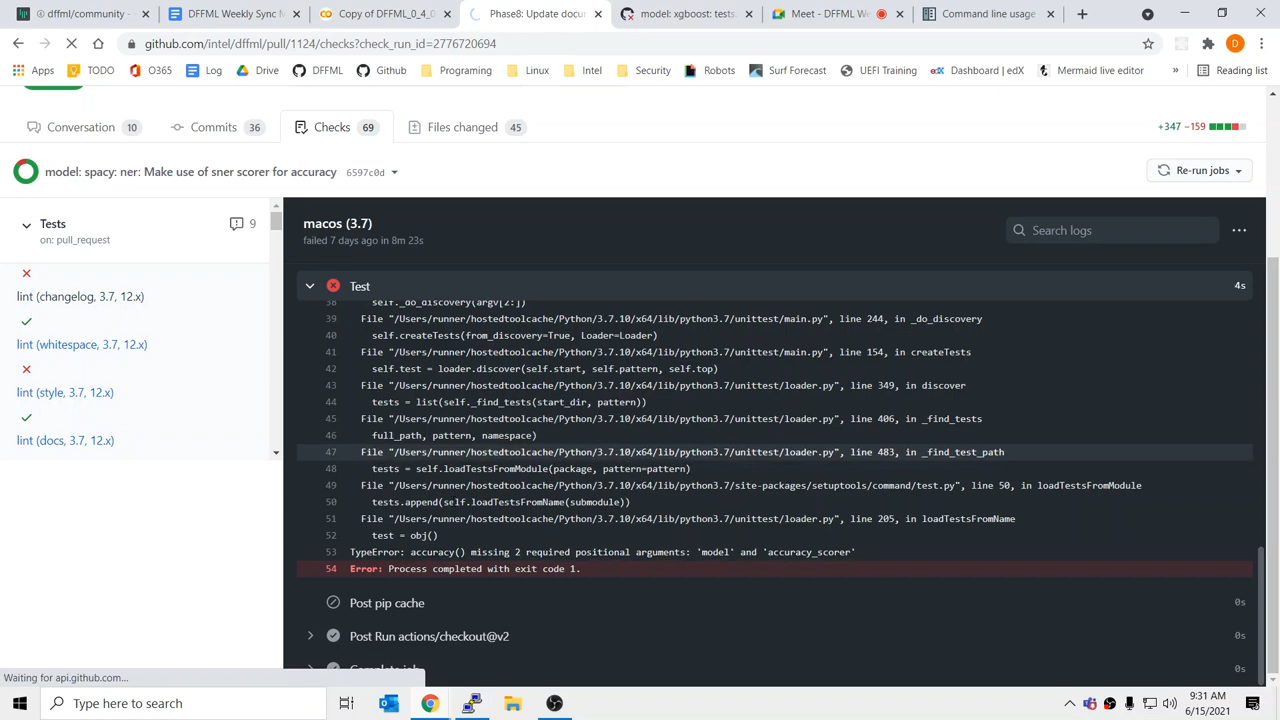 @ dffml/community -
DFFML Weekly Sync M
Copy of DFFML_0_4_0
Phase8: Update docu
model: xgboost: tests.
Meet - DFFML W
Command line usage
github.com/intel/dffml/pull/1124/checks?check_run_id=2776720694
D
Apps
TODO
O365
Log
Drive
DFFML
Github
Programing
Linux
Intel
Security
Robots
Surf Forecast
UEFI Training
edX
Dashboard | edX
Mermaid live editor
»
Reading list
Conversation 10
Commits 36
Checks 69
Files changed 45
+347 −159
model: spacy: ner: Make use of sner scorer for accuracy 6597c0d
Re-run jobs
Tests
on: pull_request
9
lint (changelog, 3.7, 12.x)
lint (whitespace, 3.7, 12.x)
lint (style, 3.7, 12.x)
lint (docs, 3.7, 12.x)
macos (3.7)
failed 7 days ago in 8m 23s
Search logs
Test 4s
38 self._do_discovery(argv[2:])
39 File "/Users/runner/hostedtoolcache/Python/3.7.10/x64/lib/python3.7/unittest/main.py", line 244, in _do_discovery
40 self.createTests(from_discovery=True, Loader=Loader)
41 File "/Users/runner/hostedtoolcache/Python/3.7.10/x64/lib/python3.7/unittest/main.py", line 154, in createTests
42 self.test = loader.discover(self.start, self.pattern, self.top)
43 File "/Users/runner/hostedtoolcache/Python/3.7.10/x64/lib/python3.7/unittest/loader.py", line 349, in discover
44 tests = list(self._find_tests(start_dir, pattern))
45 File "/Users/runner/hostedtoolcache/Python/3.7.10/x64/lib/python3.7/unittest/loader.py", line 406, in _find_tests
46 full_path, pattern, namespace)
47 File "/Users/runner/hostedtoolcache/Python/3.7.10/x64/lib/python3.7/unittest/loader.py", line 483, in _find_test_path
48 tests = self.loadTestsFromModule(package, pattern=pattern)
49 File "/Users/runner/hostedtoolcache/Python/3.7.10/x64/lib/python3.7/site-packages/setuptools/command/test.py", line 50, in loadTestsFromModule
50 tests.append(self.loadTestsFromName(submodule))
51 File "/Users/runner/hostedtoolcache/Python/3.7.10/x64/lib/python3.7/unittest/loader.py", line 205, in loadTestsFromName
52 test = obj()
53 TypeError: accuracy() missing 2 required positional arguments: 'model' and 'accuracy_scorer'
54 Error: Process completed with exit code 1.
Post pip cache 0s
Post Run actions/checkout@v2 0s
Complete job 0s
Waiting for api.github.com...
Type here to search
9:31 AM
6/15/2021